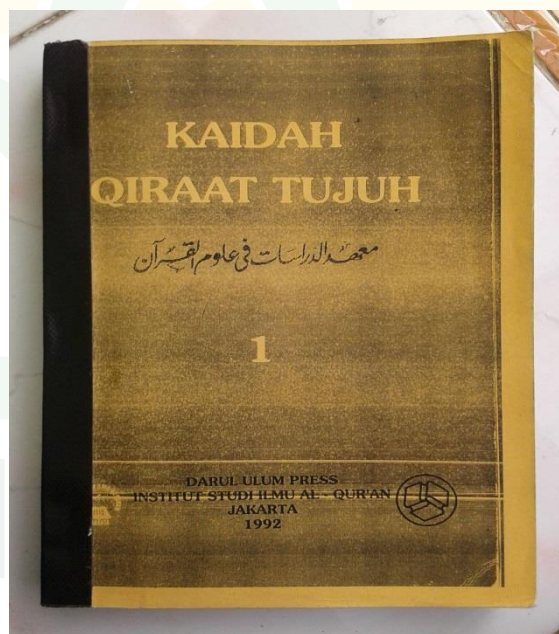 KAIDAH
QIRAAT TUJUH
معهد الدراسات في علوم القرآن
1
DARUL ULUM PRESS
INSTITUT STUDI ILMU AL - QUR'AN
JAKARTA
1992